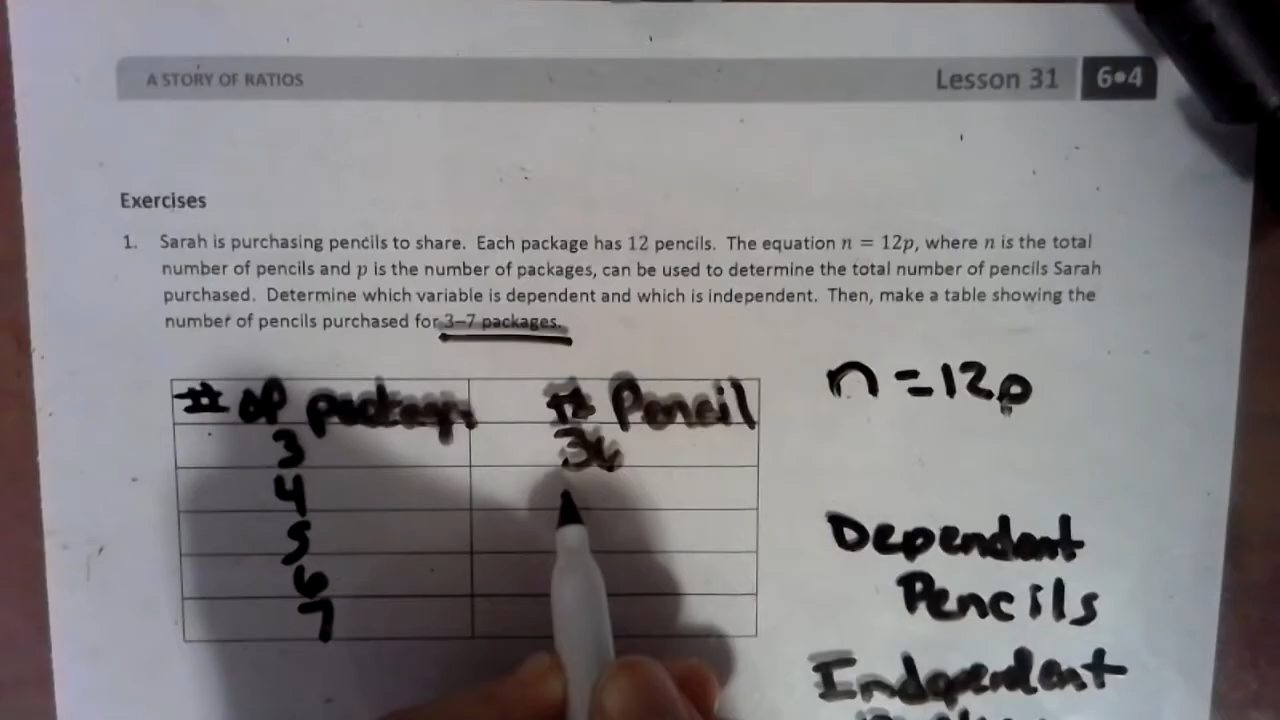 A STORY OF RATIOS
Lesson 31 6•4
Exercises
1. Sarah is purchasing pencils to share. Each package has 12 pencils. The equation n = 12p, where n is the total
number of pencils and p is the number of packages, can be used to determine the total number of pencils Sarah
purchased. Determine which variable is dependent and which is independent. Then, make a table showing the
number of pencils purchased for 3–7 packages.
# of # Pencil
3 36
4
5
6
7
n = 12p
Dependent
Pencils
Independent